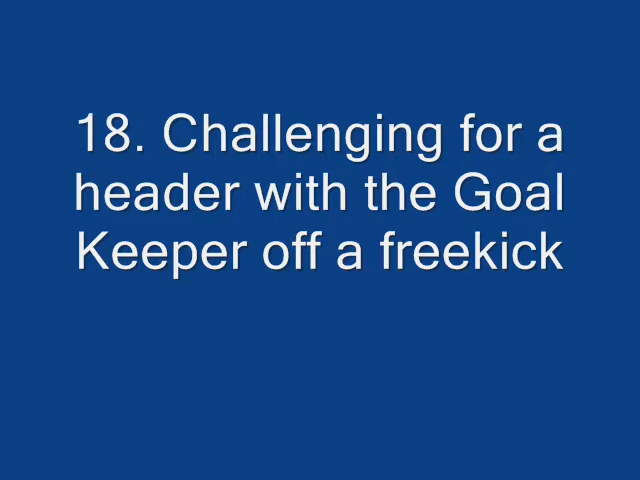 18. Challenging for a
header with the Goal
Keeper off a freekick